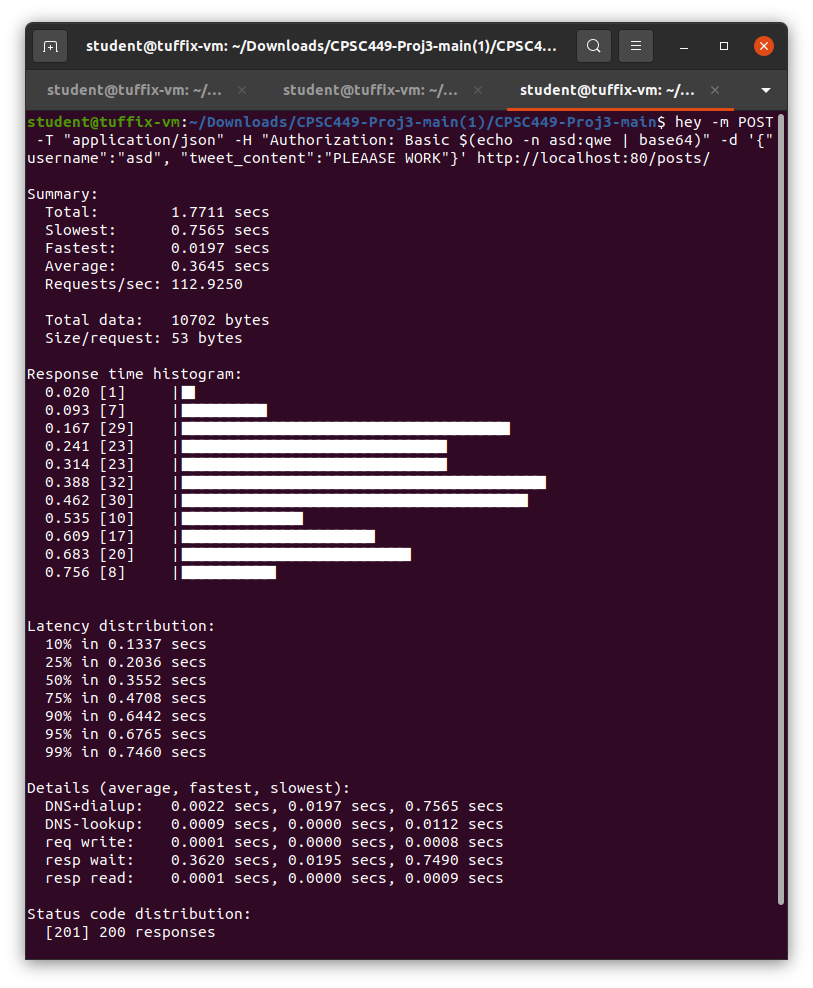 student@tuffix-vm: ~/Downloads/CPSC449-Proj3-main(1)/CPSC4...
student@tuffix-vm: ~/... × student@tuffix-vm: ~/... × student@tuffix-vm: ~/... ×
student@tuffix-vm:~/Downloads/CPSC449-Proj3-main(1)/CPSC449-Proj3-main$ hey -m POST
 -T "application/json" -H "Authorization: Basic $(echo -n asd:qwe | base64)" -d '{"
username":"asd", "tweet_content":"PLEAASE WORK"}' http://localhost:80/posts/
Summary:
  Total:        1.7711 secs
  Slowest:      0.7565 secs
  Fastest:      0.0197 secs
  Average:      0.3645 secs
  Requests/sec: 112.9250
  Total data:   10702 bytes
  Size/request: 53 bytes
Response time histogram:
  0.020 [1]     |
  0.093 [7]     |
  0.167 [29]    |
  0.241 [23]    |
  0.314 [23]    |
  0.388 [32]    |
  0.462 [30]    |
  0.535 [10]    |
  0.609 [17]    |
  0.683 [20]    |
  0.756 [8]     |
Latency distribution:
  10% in 0.1337 secs
  25% in 0.2036 secs
  50% in 0.3552 secs
  75% in 0.4708 secs
  90% in 0.6442 secs
  95% in 0.6765 secs
  99% in 0.7460 secs
Details (average, fastest, slowest):
  DNS+dialup:   0.0022 secs, 0.0197 secs, 0.7565 secs
  DNS-lookup:   0.0009 secs, 0.0000 secs, 0.0112 secs
  req write:    0.0001 secs, 0.0000 secs, 0.0008 secs
  resp wait:    0.3620 secs, 0.0195 secs, 0.7490 secs
  resp read:    0.0001 secs, 0.0000 secs, 0.0009 secs
Status code distribution:
  [201] 200 responses